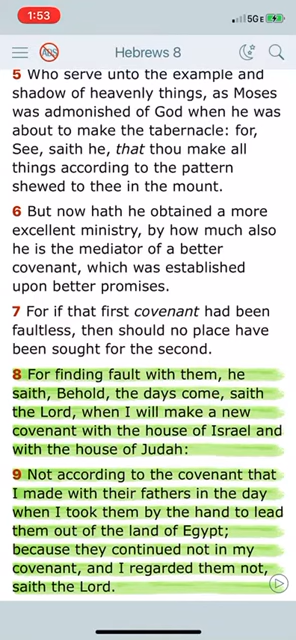 1:53
5G E
ADS
Hebrews 8
5 Who serve unto the example and
shadow of heavenly things, as Moses
was admonished of God when he was
about to make the tabernacle: for,
See, saith he, that thou make all
things according to the pattern
shewed to thee in the mount.
6 But now hath he obtained a more
excellent ministry, by how much also
he is the mediator of a better
covenant, which was established
upon better promises.
7 For if that first covenant had been
faultless, then should no place have
been sought for the second.
8 For finding fault with them, he
saith, Behold, the days come, saith
the Lord, when I will make a new
covenant with the house of Israel and
with the house of Judah:
9 Not according to the covenant that
I made with their fathers in the day
when I took them by the hand to lead
them out of the land of Egypt;
because they continued not in my
covenant, and I regarded them not,
saith the Lord.